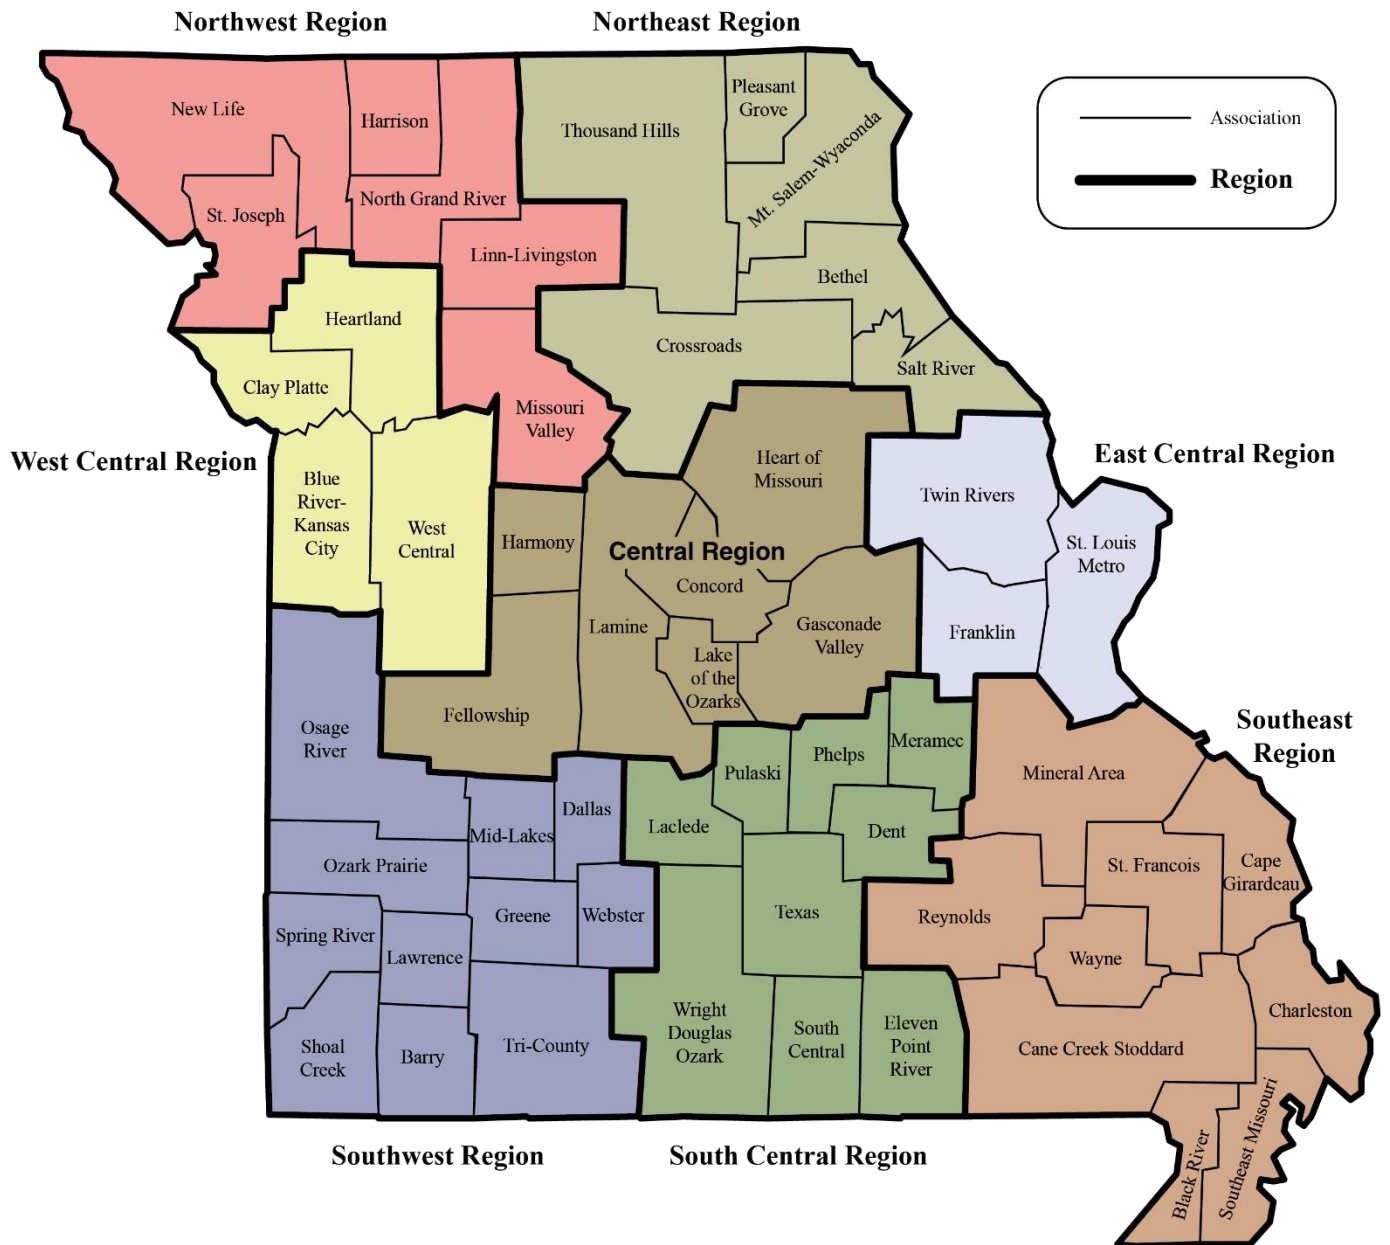 Northwest Region
Northeast Region
New Life
Harrison
Thousand Hills
Pleasant
Grove
Mt. Salem-Wyaconda
Association
Region
St. Joseph
North Grand River
Linn-Livingston
Bethel
Heartland
Crossroads
Salt River
Clay Platte
Missouri
Valley
West Central Region
East Central Region
Blue
River-
Kansas
City
West
Central
Heart of
Missouri
Twin Rivers
St. Louis
Metro
Harmony
Central Region
Concord
Lamine
Gasconade
Valley
Franklin
Lake
of the
Ozarks
Fellowship
Osage
River
Pulaski
Phelps
Meramec
Southeast
Region
Mineral Area
Mid-Lakes
Dallas
Laclede
Dent
Ozark Prairie
St. Francois
Cape
Girardeau
Spring River
Lawrence
Greene
Webster
Texas
Reynolds
Wayne
Shoal
Creek
Barry
Tri-County
Wright
Douglas
Ozark
South
Central
Eleven
Point
River
Cane Creek Stoddard
Charleston
Black River
Southeast Missouri
Southwest Region
South Central Region